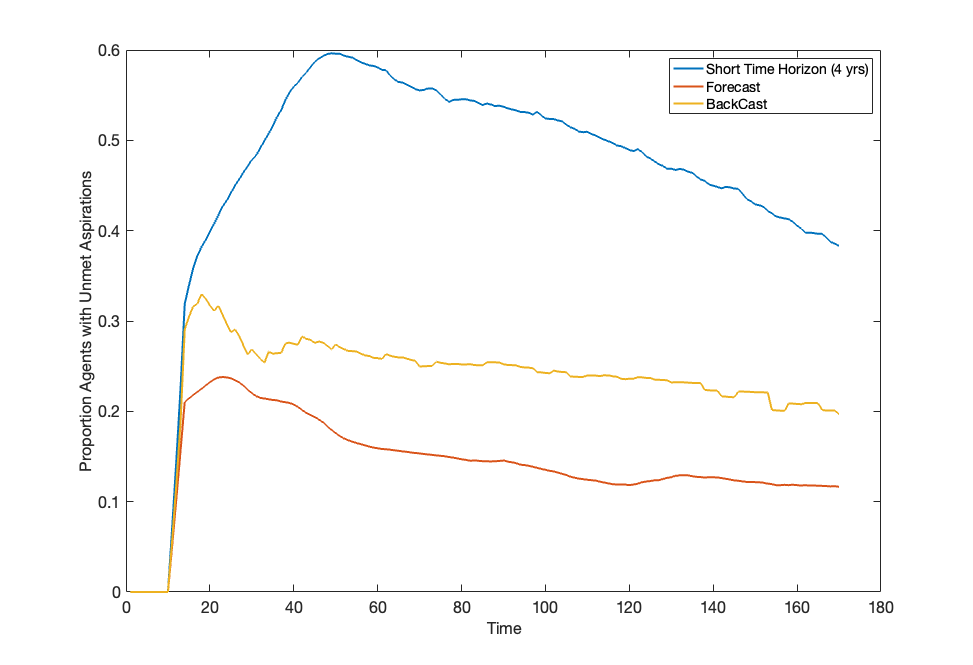 0.6
0.5
0.4
0.3
0.2
0.1
0
Proportion Agents with Unmet Aspirations
Short Time Horizon (4 yrs)
Forecast
BackCast
0 20 40 60 80 100 120 140 160 180
Time